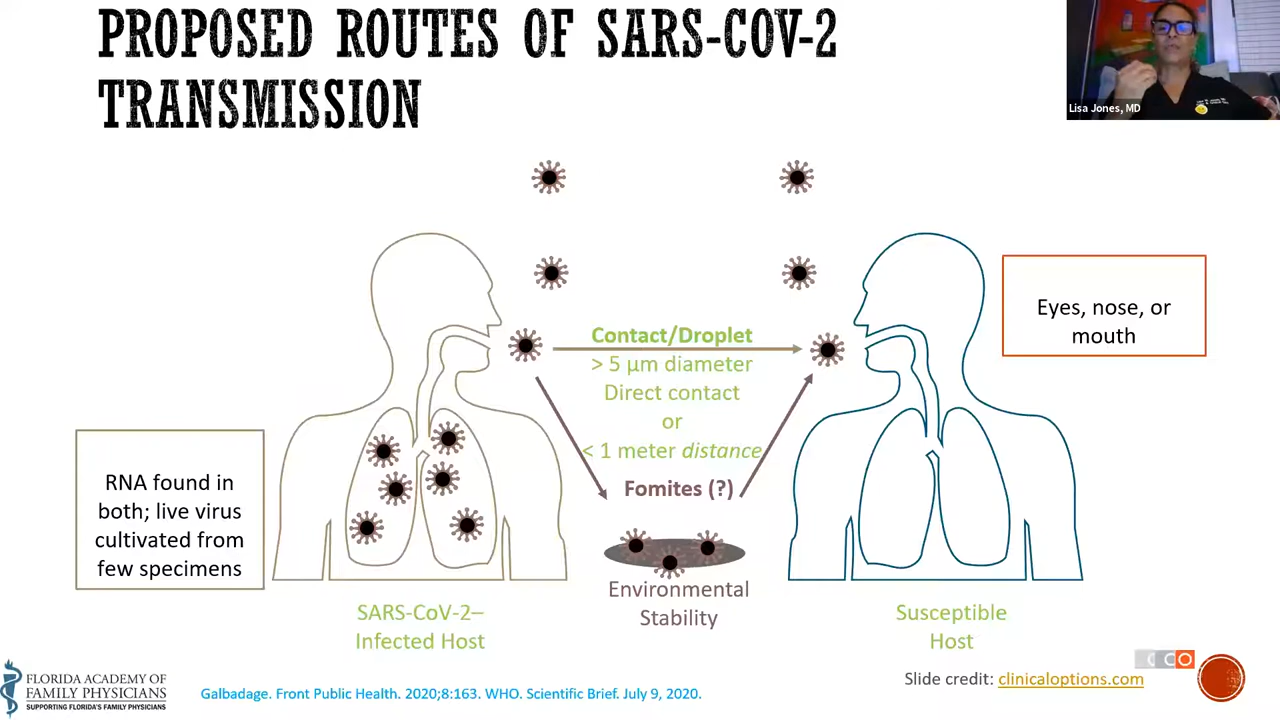 PROPOSED ROUTES OF SARS-COV-2
TRANSMISSION
Lisa Jones, MD
Contact/Droplet
> 5 µm diameter
Direct contact
or
< 1 meter distance
Fomites (?)
Environmental
Stability
Eyes, nose, or
mouth
RNA found in
both; live virus
cultivated from
few specimens
SARS-CoV-2–
Infected Host
Susceptible
Host
FLORIDA ACADEMY OF
FAMILY PHYSICIANS
SUPPORTING FLORIDA'S FAMILY PHYSICIANS
Galbadage. Front Public Health. 2020;8:163. WHO. Scientific Brief. July 9, 2020.
CCO
Slide credit: clinicaloptions.com